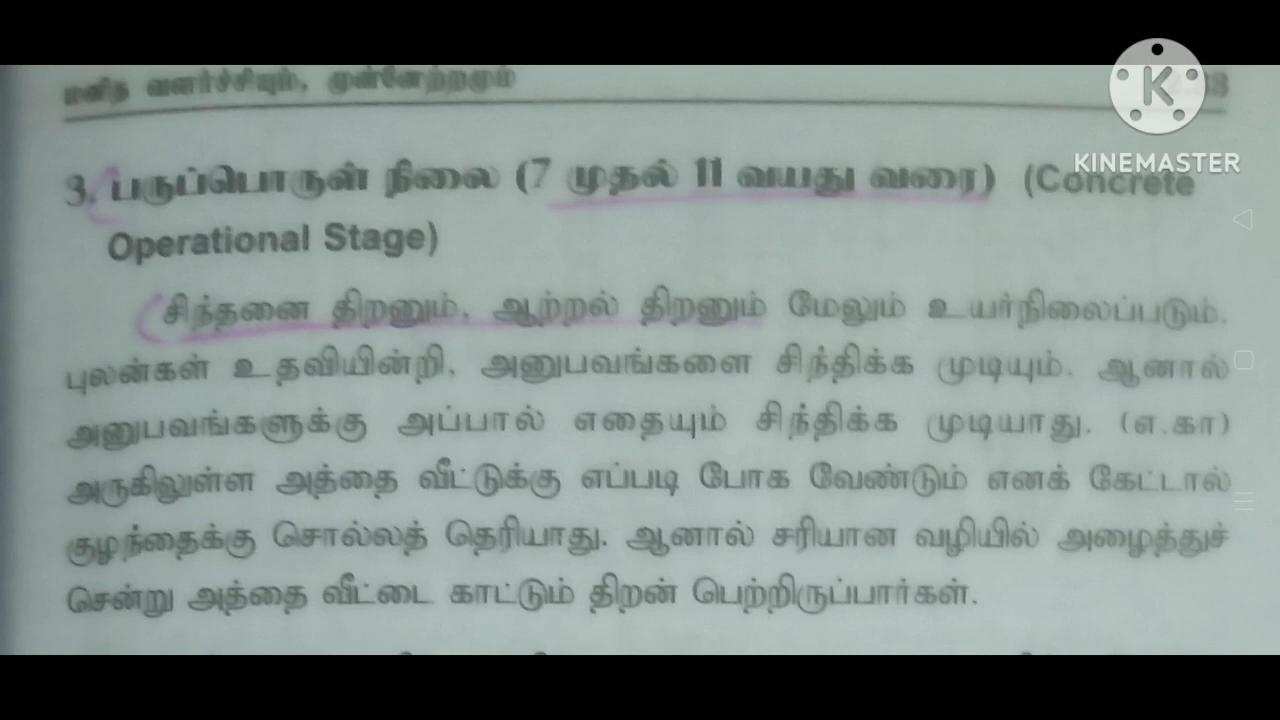 மனித வளர்ச்சியும், முன்னேற்றமும்
KINEMASTER
3. பருப்பொருள் நிலை (7 முதல் 11 வயது வரை) (Concrete
Operational Stage)
சிந்தனை திறனும், ஆற்றல் திறனும் மேலும் உயர்நிலைப்படும்.
புலன்கள் உதவியின்றி, அனுபவங்களை சிந்திக்க முடியும். ஆனால்
அனுபவங்களுக்கு அப்பால் எதையும் சிந்திக்க முடியாது. (எ.கா)
அருகிலுள்ள அத்தை வீட்டுக்கு எப்படி போக வேண்டும் எனக் கேட்டால்
குழந்தைக்கு சொல்லத் தெரியாது. ஆனால் சரியான வழியில் அழைத்துச்
சென்று அத்தை வீட்டை காட்டும் திறன் பெற்றிருப்பார்கள்.